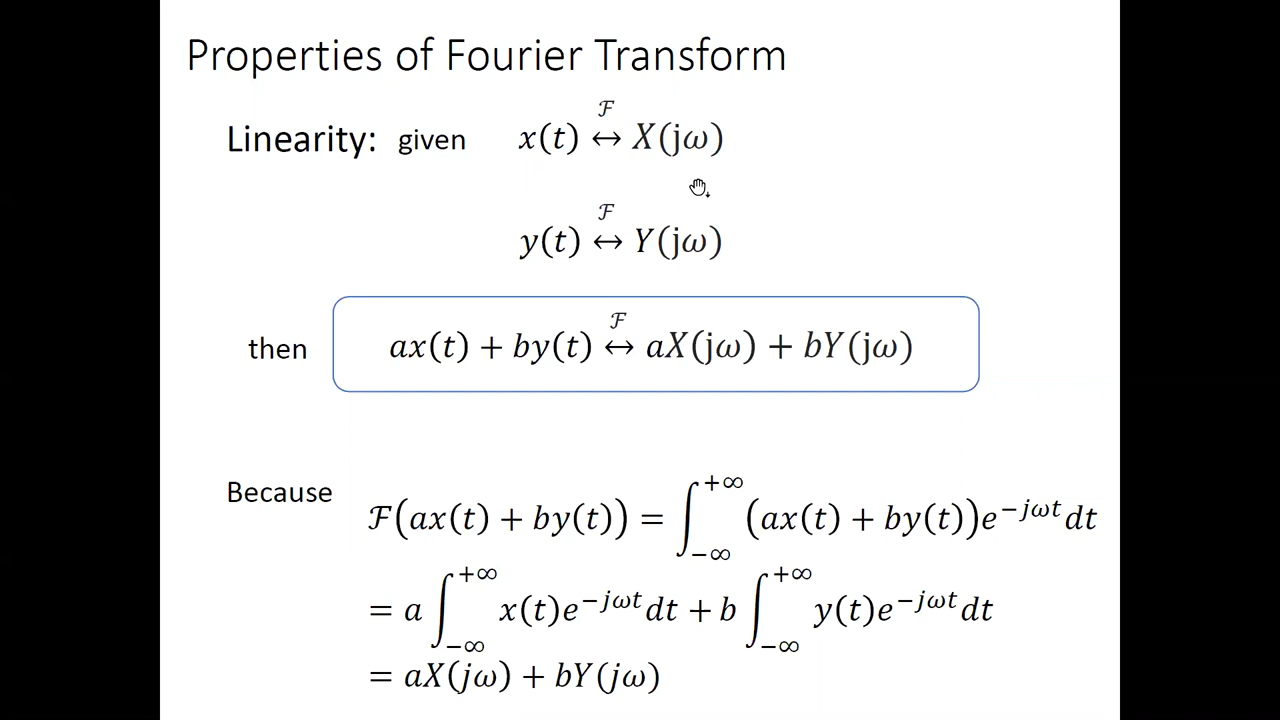 Properties of Fourier Transform
Linearity: given x(t) ℱ↔ X(jω)
y(t) ℱ↔ Y(jω)
then ax(t) + by(t) ℱ↔ aX(jω) + bY(jω)
Because
ℱ(ax(t) + by(t)) = ∫_{−∞}^{+∞} (ax(t) + by(t))e^{−jωt}dt
= a ∫_{−∞}^{+∞} x(t)e^{−jωt}dt + b ∫_{−∞}^{+∞} y(t)e^{−jωt}dt
= aX(jω) + bY(jω)